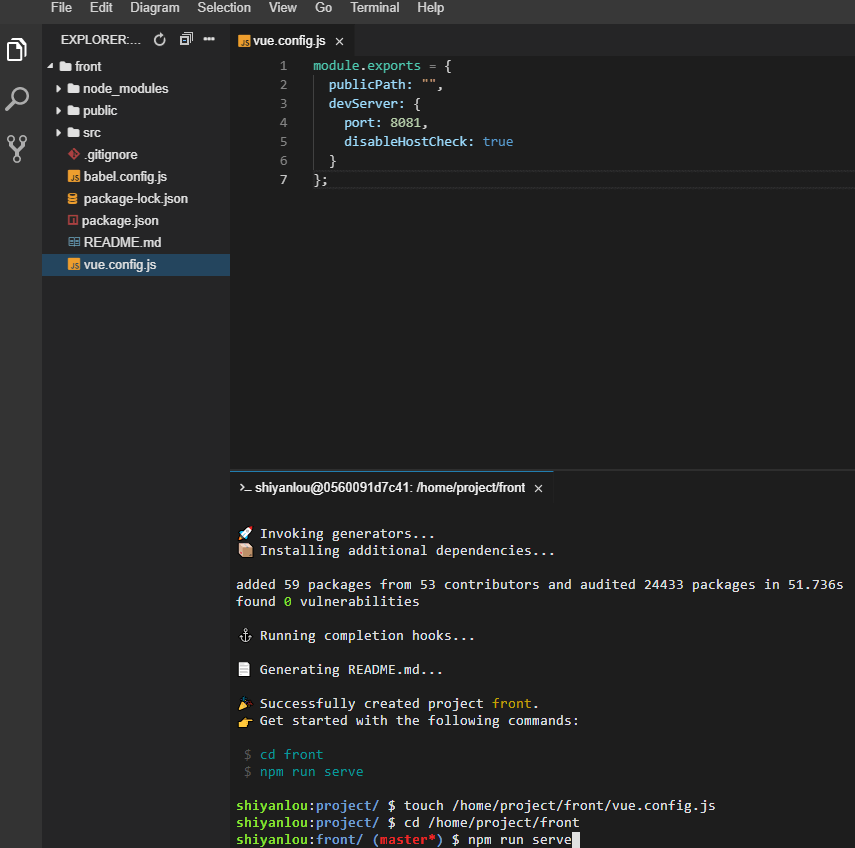 File Edit Diagram Selection View Go Terminal Help
EXPLORER:...
vue.config.js
front
node_modules
public
src
.gitignore
babel.config.js
package-lock.json
package.json
README.md
vue.config.js
1 module.exports = {
2 publicPath: "",
3 devServer: {
4 port: 8081,
5 disableHostCheck: true
6 }
7 };
>_ shiyanlou@0560091d7c41: /home/project/front
🚀 Invoking generators...
📦 Installing additional dependencies...
added 59 packages from 53 contributors and audited 24433 packages in 51.736s
found 0 vulnerabilities
⚓ Running completion hooks...
📄 Generating README.md...
🎉 Successfully created project front.
👉 Get started with the following commands:
$ cd front
$ npm run serve
shiyanlou:project/ $ touch /home/project/front/vue.config.js
shiyanlou:project/ $ cd /home/project/front
shiyanlou:front/ (master*) $ npm run serve